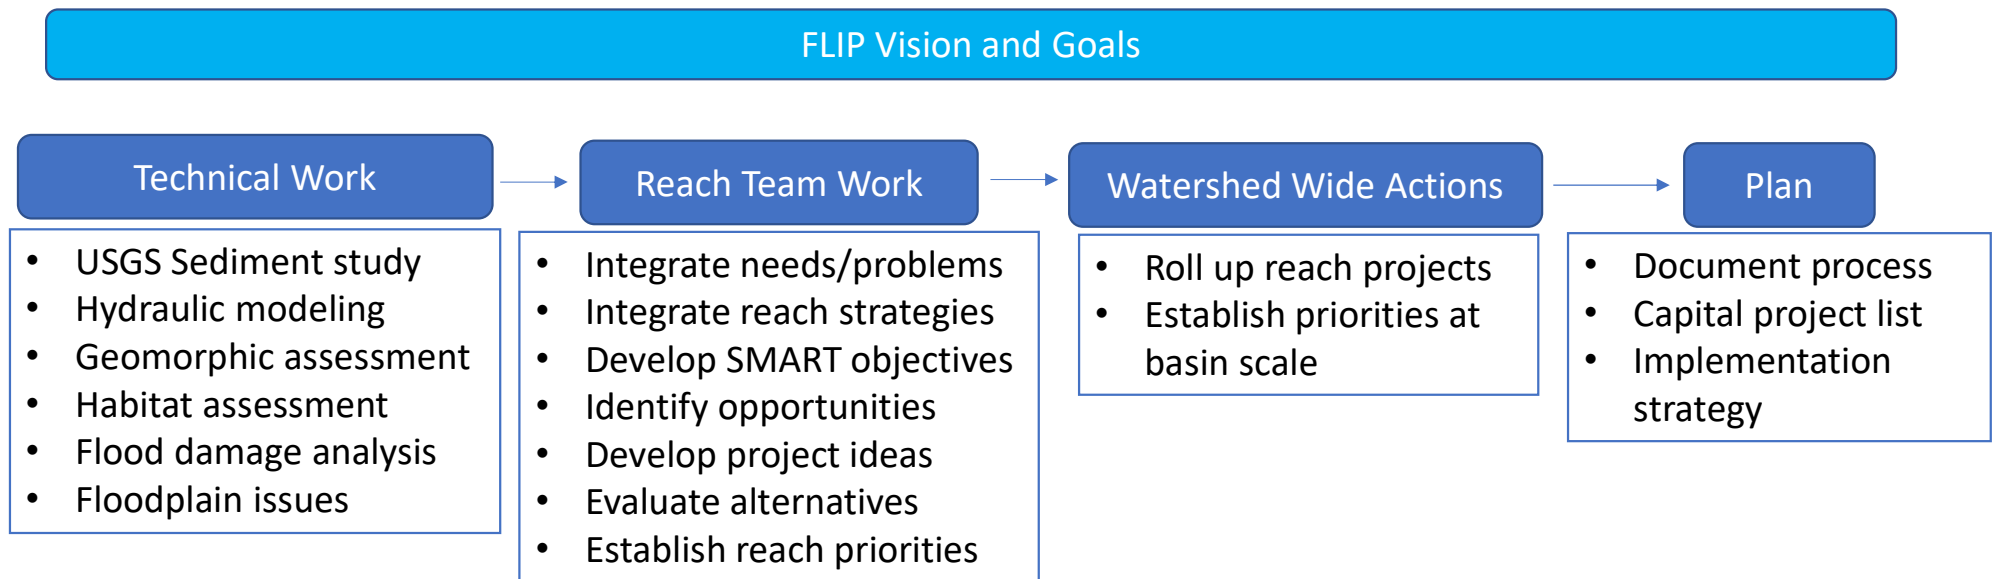 FLIP Vision and Goals
Technical Work
• USGS Sediment study
• Hydraulic modeling
• Geomorphic assessment
• Habitat assessment
• Flood damage analysis
• Floodplain issues
Reach Team Work
• Integrate needs/problems
• Integrate reach strategies
• Develop SMART objectives
• Identify opportunities
• Develop project ideas
• Evaluate alternatives
• Establish reach priorities
Watershed Wide Actions
• Roll up reach projects
• Establish priorities at
basin scale
Plan
• Document process
• Capital project list
• Implementation
strategy